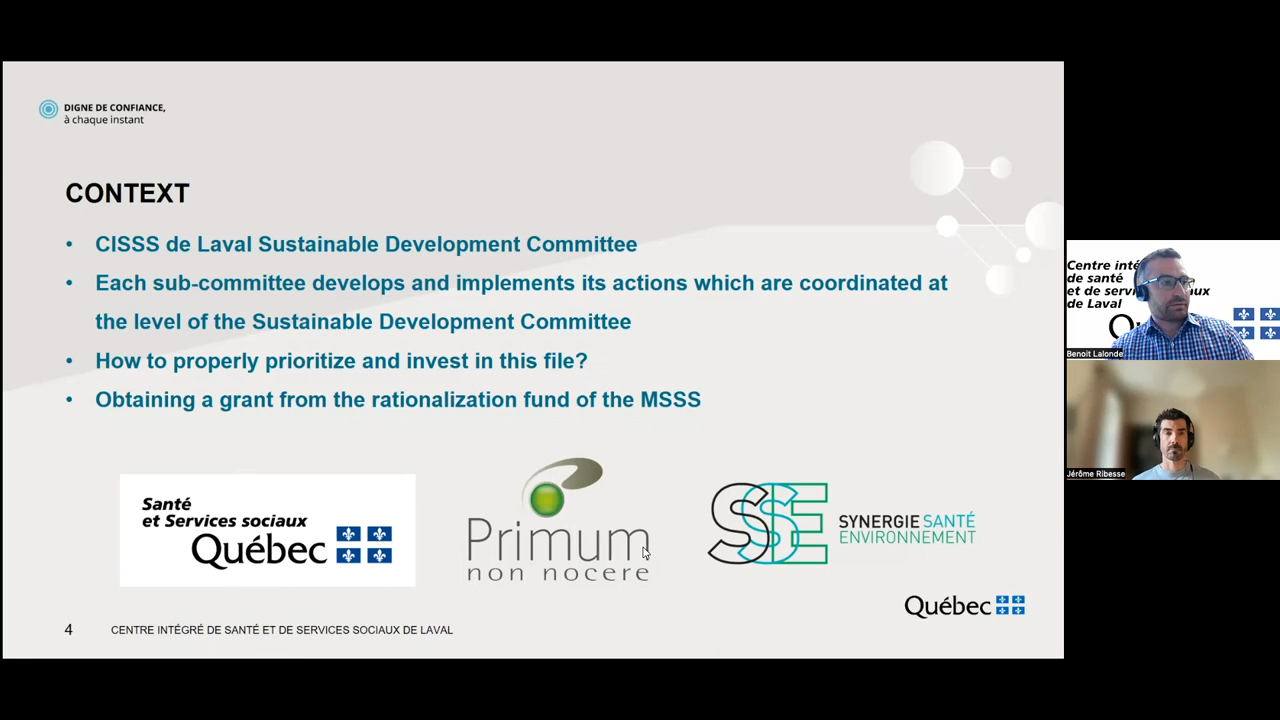 DIGNE DE CONFIANCE,
à chaque instant
CONTEXT
• CISSS de Laval Sustainable Development Committee
• Each sub-committee develops and implements its actions which are coordinated at
the level of the Sustainable Development Committee
• How to properly prioritize and invest in this file?
• Obtaining a grant from the rationalization fund of the MSSS
Santé
et Services sociaux
Québec
Primum
non nocere
SSE
SYNERGIE SANTÉ
ENVIRONNEMENT
Québec
4
CENTRE INTÉGRÉ DE SANTÉ ET DE SERVICES SOCIAUX DE LAVAL
Centre
de santé
et de
de Laval
Benoit Lalonde
Jérôme Ribesse